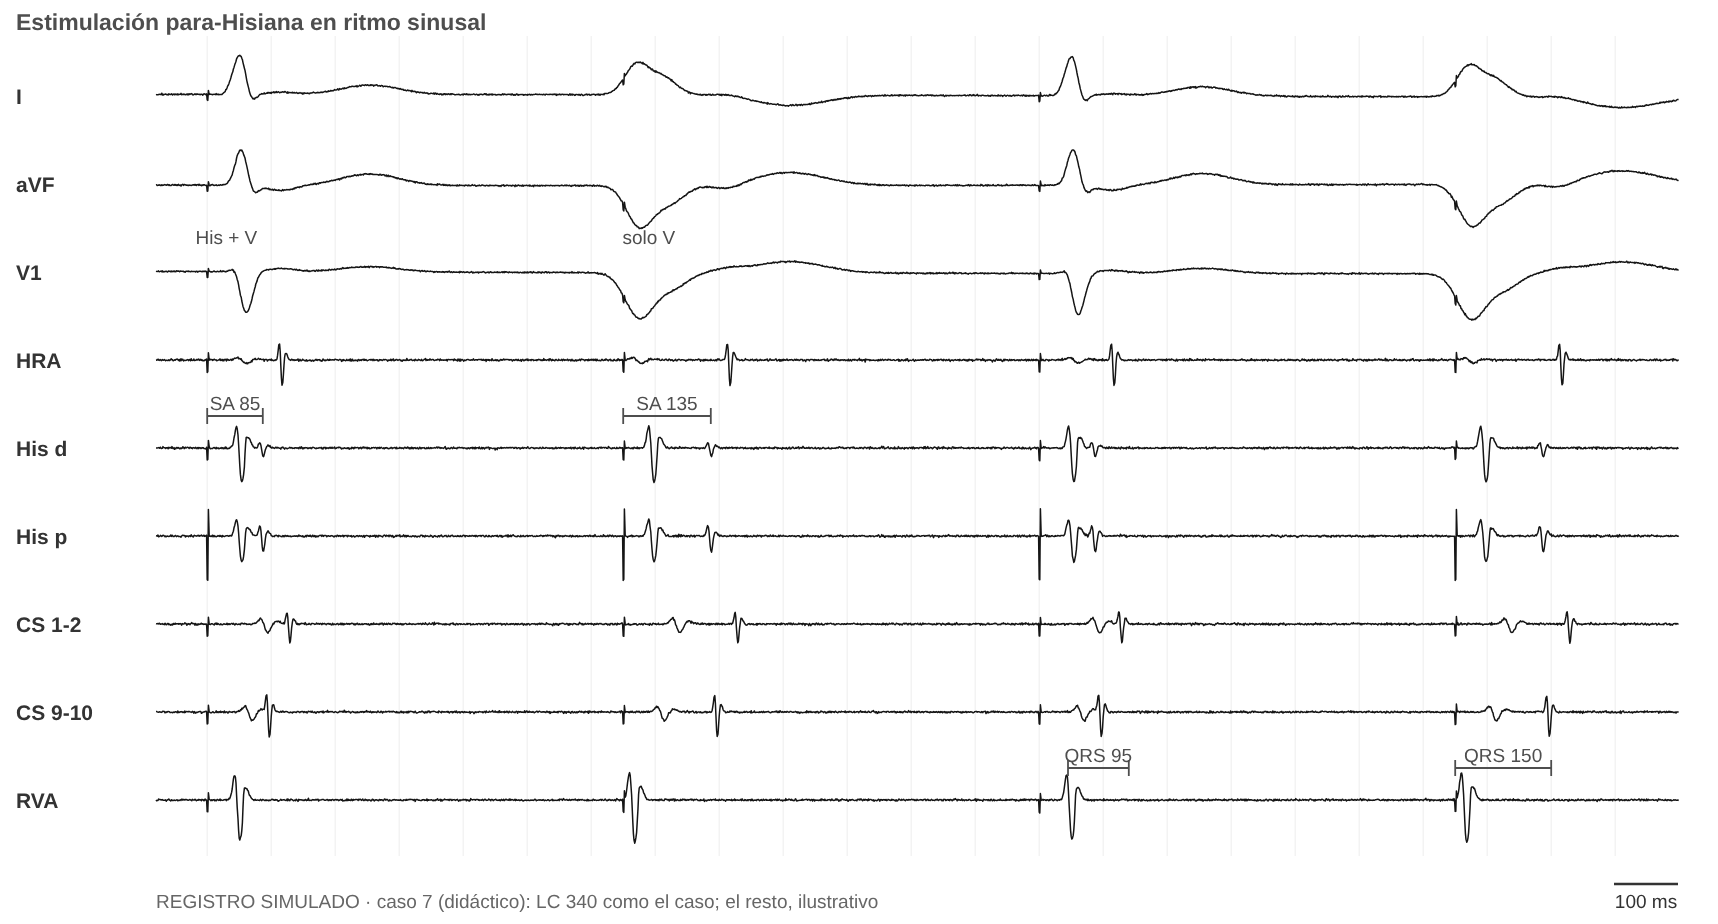 Estimulación para-Hisiana en ritmo sinusal
I
aVF
His + V
solo V
V1
HRA
SA 85
SA 135
His d
His p
CS 1-2
CS 9-10
QRS 95
QRS 150
RVA
REGISTRO SIMULADO · caso 7 (didáctico): LC 340 como el caso; el resto, ilustrativo
100 ms